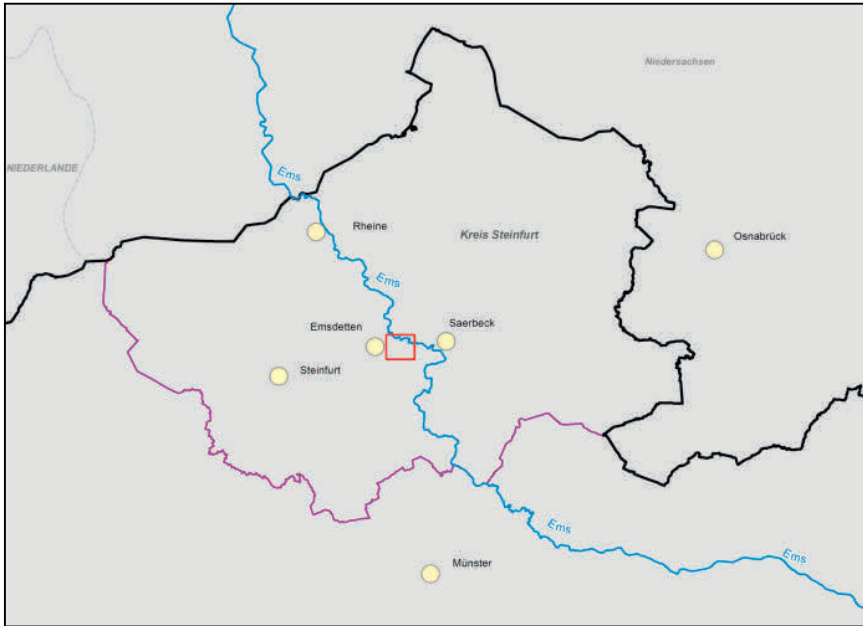 Niedersachsen
NIEDERLANDE
Ems
Rheine
Kreis Steinfurt
Osnabrück
Ems
Emsdetten
Saerbeck
Steinfurt
Ems
Ems
Münster